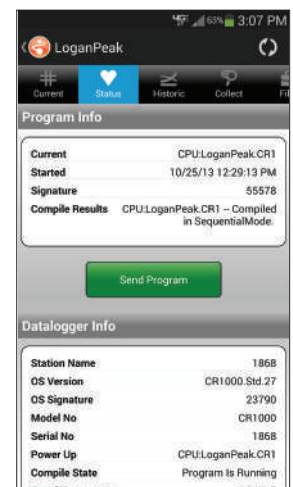 4G 63% 3:07 PM
LoganPeak
Current Status Historic Collect Fil
Program Info
Current CPU:LoganPeak.CR1
Started 10/25/13 12:29:13 PM
Signature 55578
Compile Results CPU:LoganPeak.CR1 -- Compiled
in SequentialMode.
Send Program
Datalogger Info
Station Name 1868
OS Version CR1000.Std.27
OS Signature 23790
Model No CR1000
Serial No 1868
Power Up CPU:LoganPeak.CR1
Compile State Program Is Running